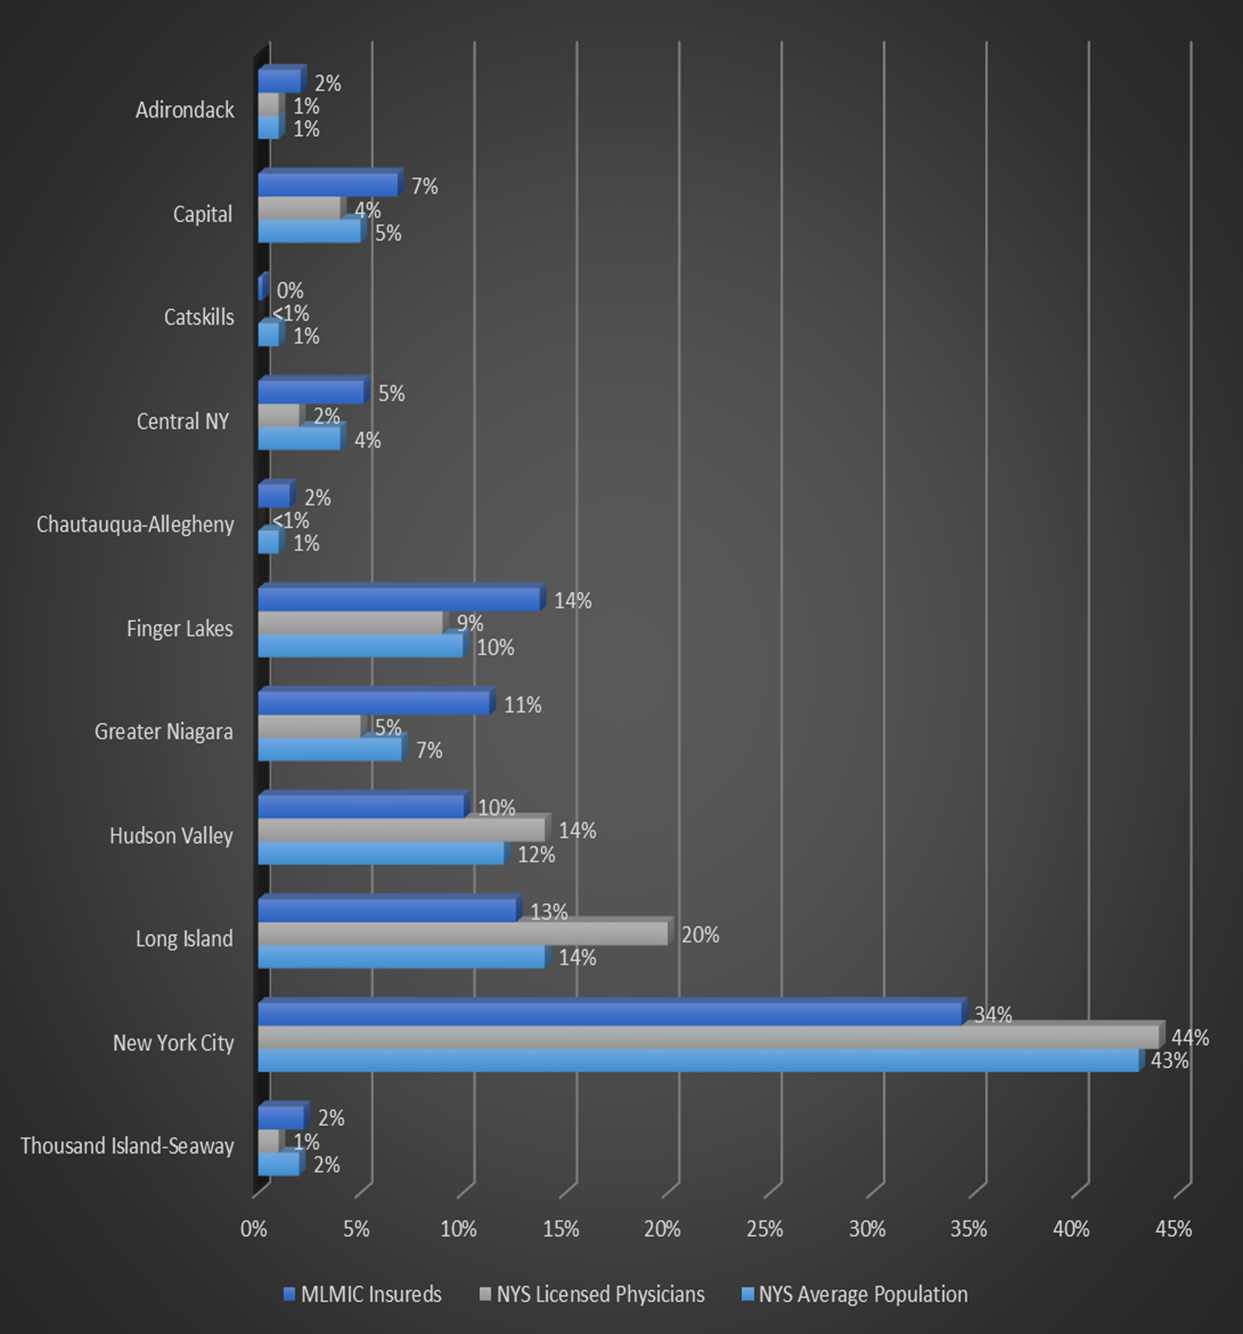 2%
Adirondack
1%
1%
7%
Capital
4%
5%
0%
Catskills
<1%
1%
5%
Central NY
2%
4%
2%
Chautauqua-Allegheny
<1%
1%
14%
Finger Lakes
9%
10%
11%
Greater Niagara
5%
7%
10%
Hudson Valley
14%
12%
13%
Long Island
20%
14%
34%
New York City
44%
43%
2%
Thousand Island-Seaway
1%
2%
0% 5% 10% 15% 20% 25% 30% 35% 40% 45%
MLMIC Insureds NYS Licensed Physicians NYS Average Population